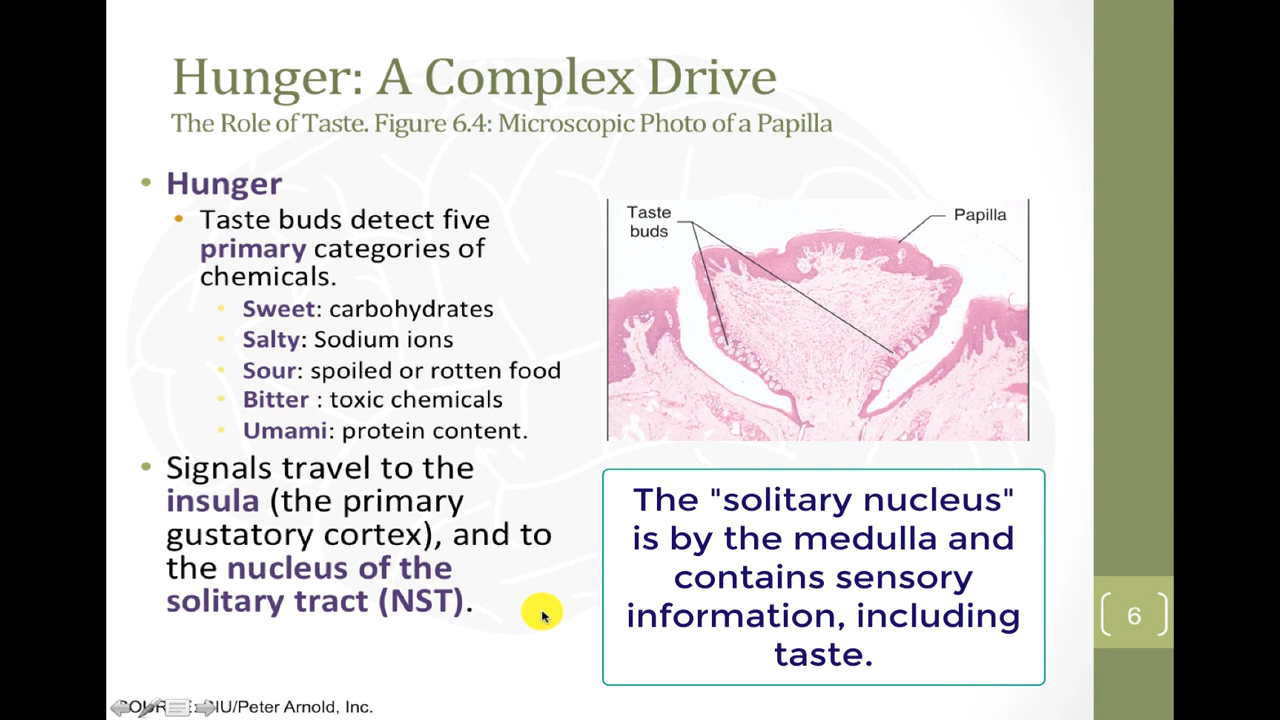 Hunger: A Complex Drive
The Role of Taste. Figure 6.4: Microscopic Photo of a Papilla
• Hunger
• Taste buds detect five
primary categories of
chemicals.
• Sweet: carbohydrates
• Salty: Sodium ions
• Sour: spoiled or rotten food
• Bitter : toxic chemicals
• Umami: protein content.
• Signals travel to the
insula (the primary
gustatory cortex), and to
the nucleus of the
solitary tract (NST).
Taste
buds
Papilla
The "solitary nucleus"
is by the medulla and
contains sensory
information, including
taste.
6
Peter Arnold, Inc.